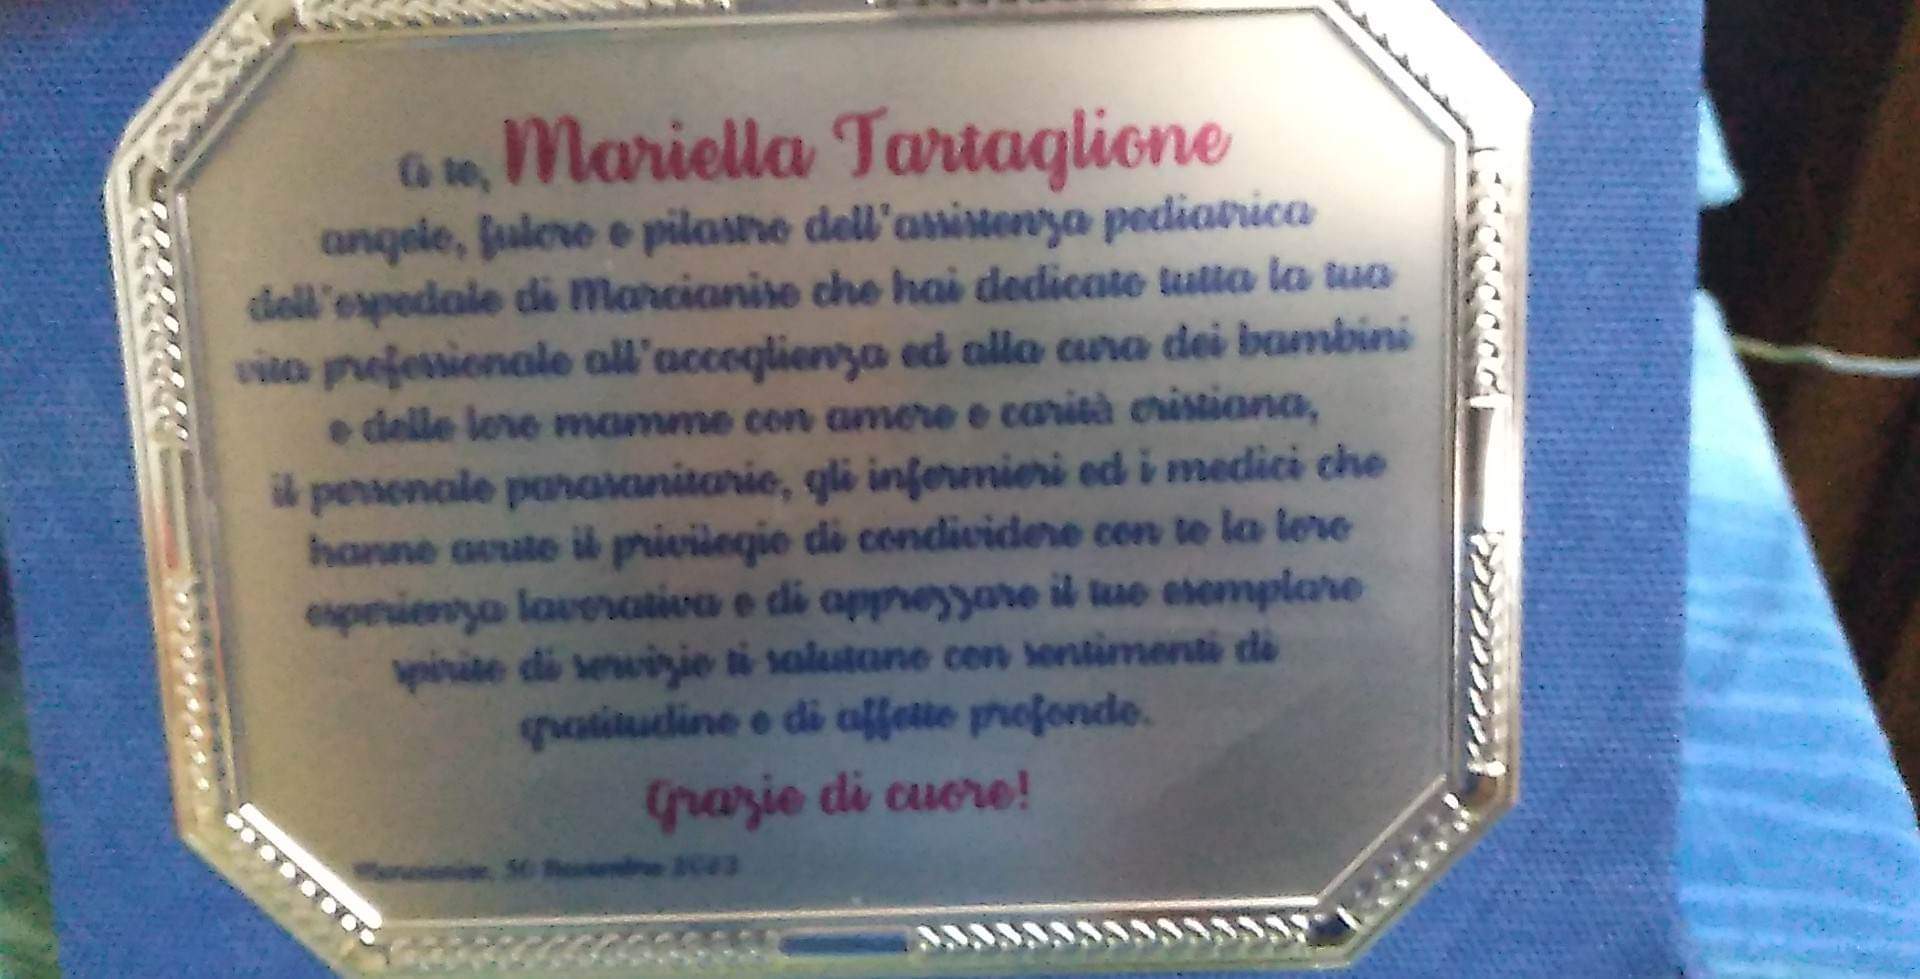 A te, Mariella Tartaglione
angelo, fulcro e pilastro dell'assistenza pediatrica
dell'ospedale di Marcianise che hai dedicato tutta la tua
vita professionale all'accoglienza ed alla cura dei bambini
e delle loro mamme con amore e carità cristiana,
il personale parasanitario, gli infermieri ed i medici che
hanno avuto il privilegio di condividere con te la loro
esperienza lavorativa e di apprezzare il tuo esemplare
spirito di servizio ti salutano con sentimenti di
gratitudine e di affetto profondo.
Grazie di cuore!
Marcianise, Novembre